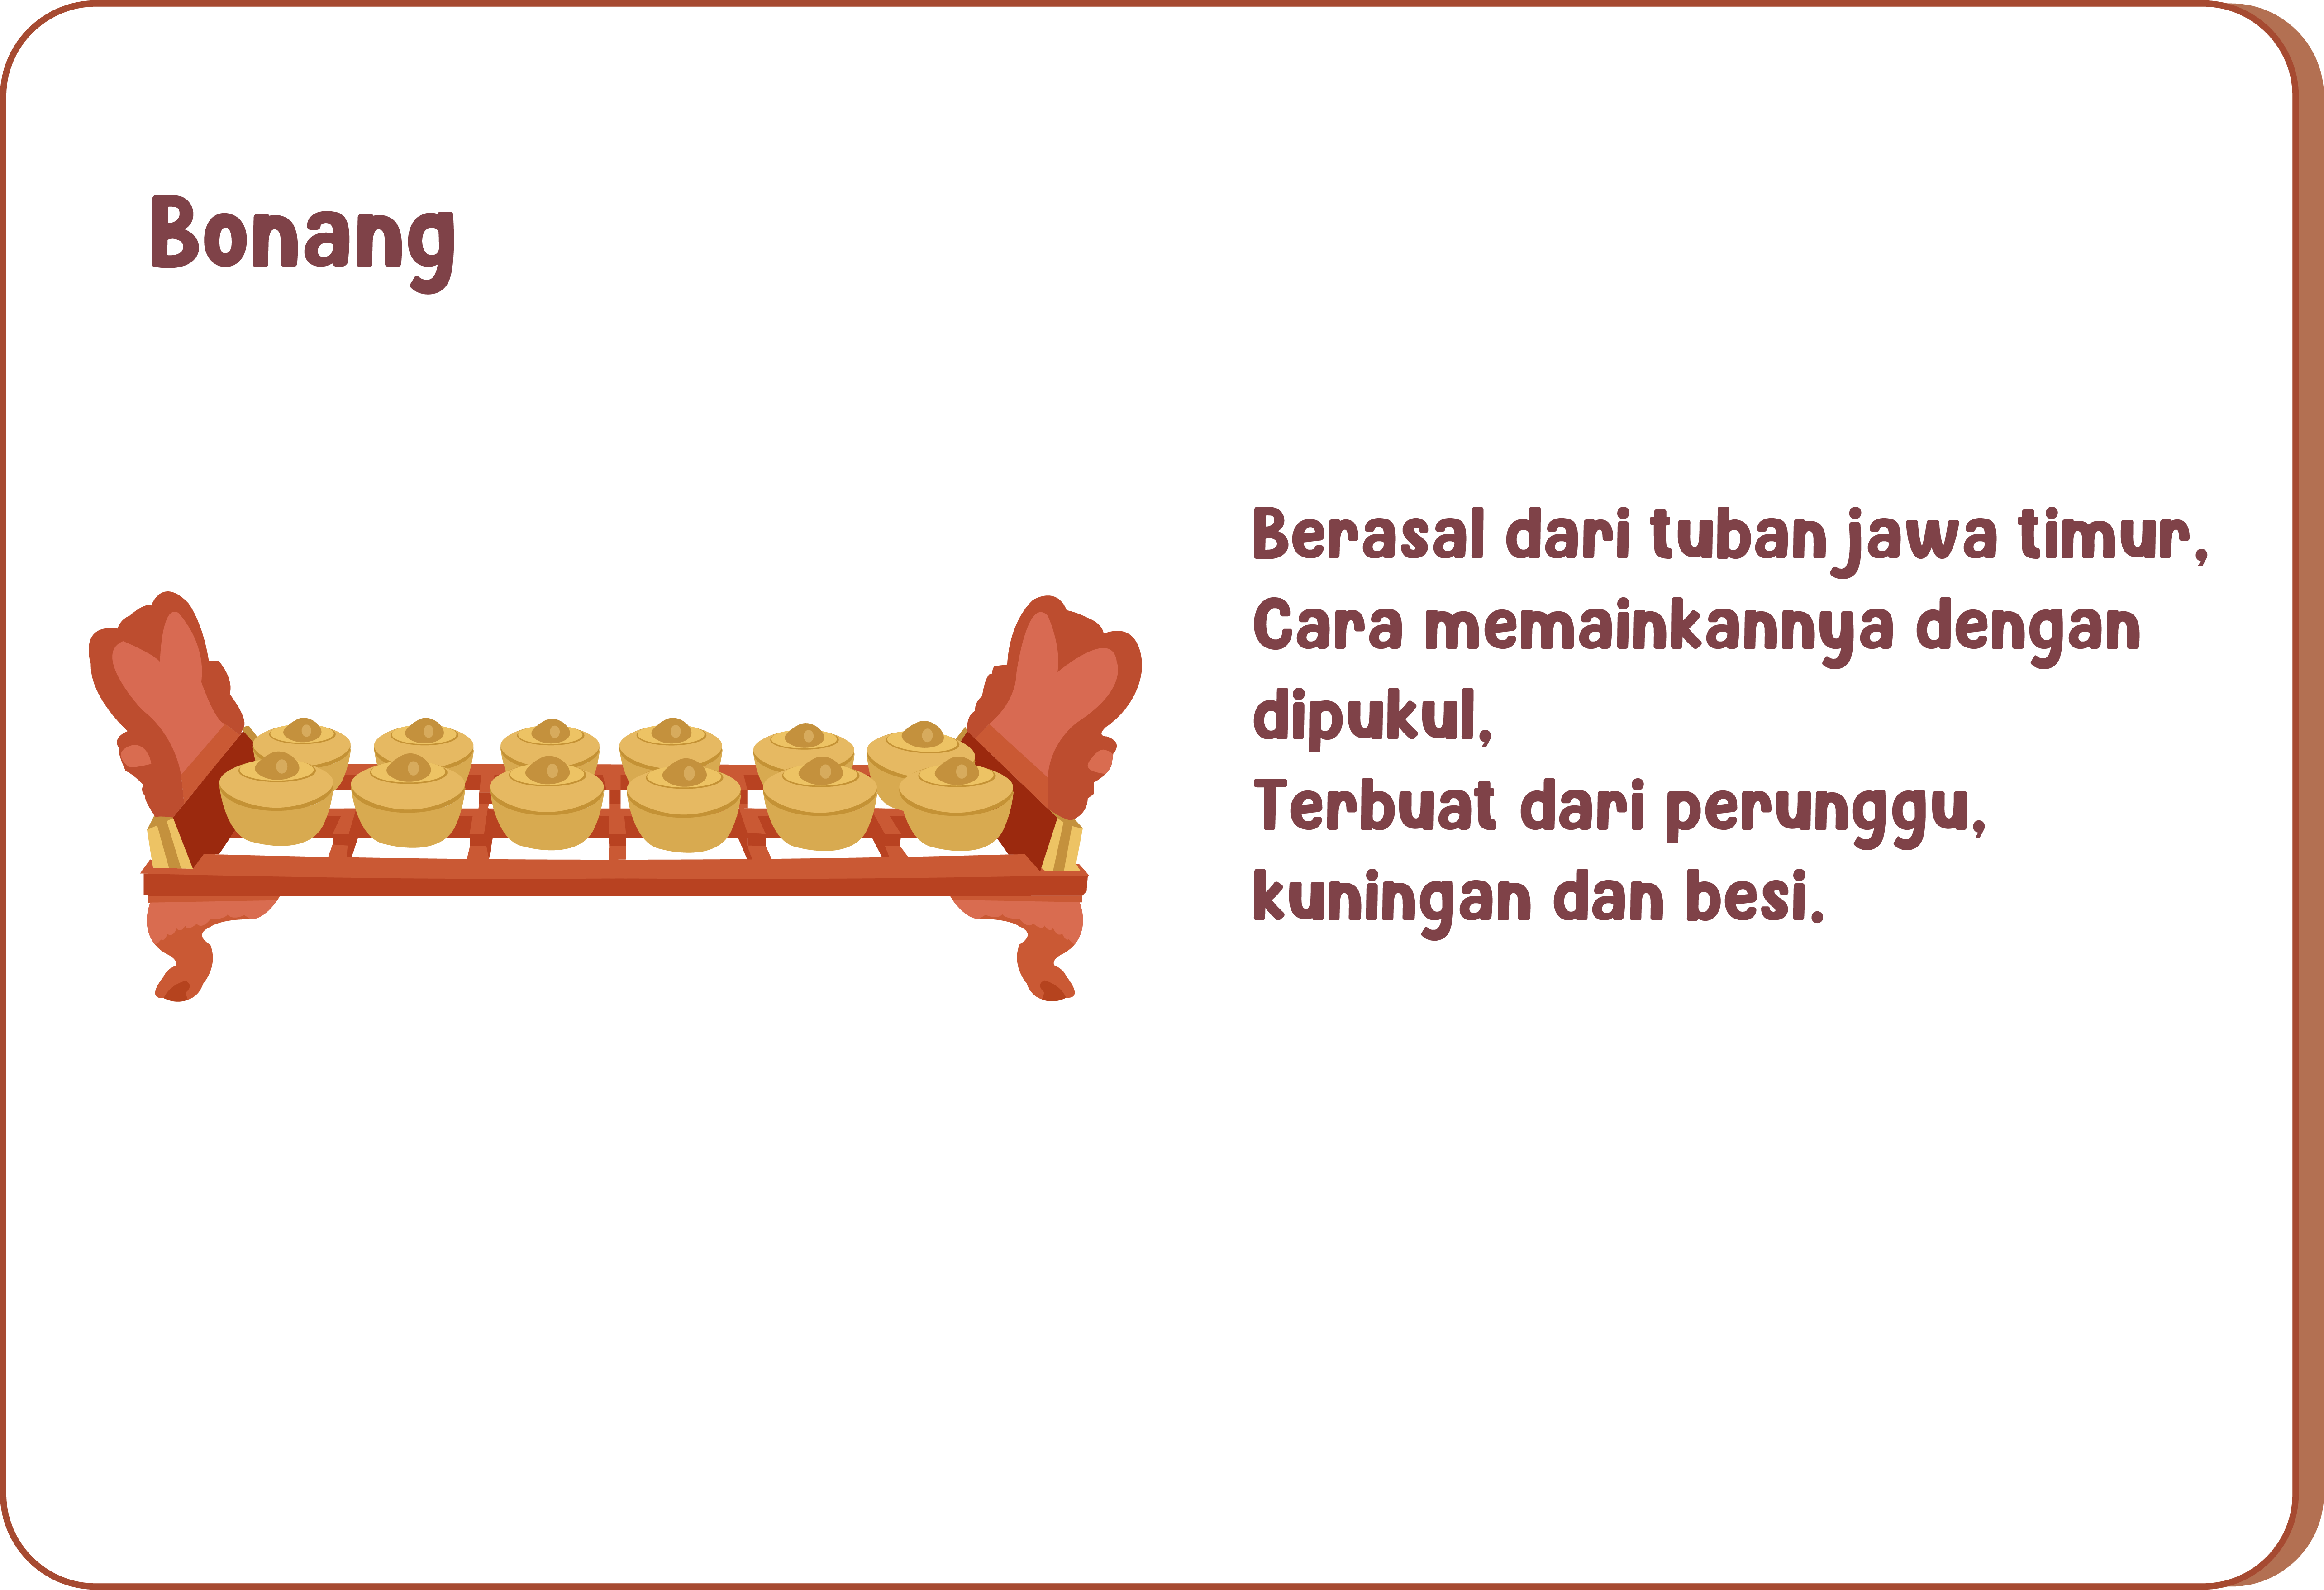 Bonang
Berasal dari tuban jawa timur,
Cara memainkannya dengan
dipukul,
Terbuat dari perunggu,
kuningan dan besi.